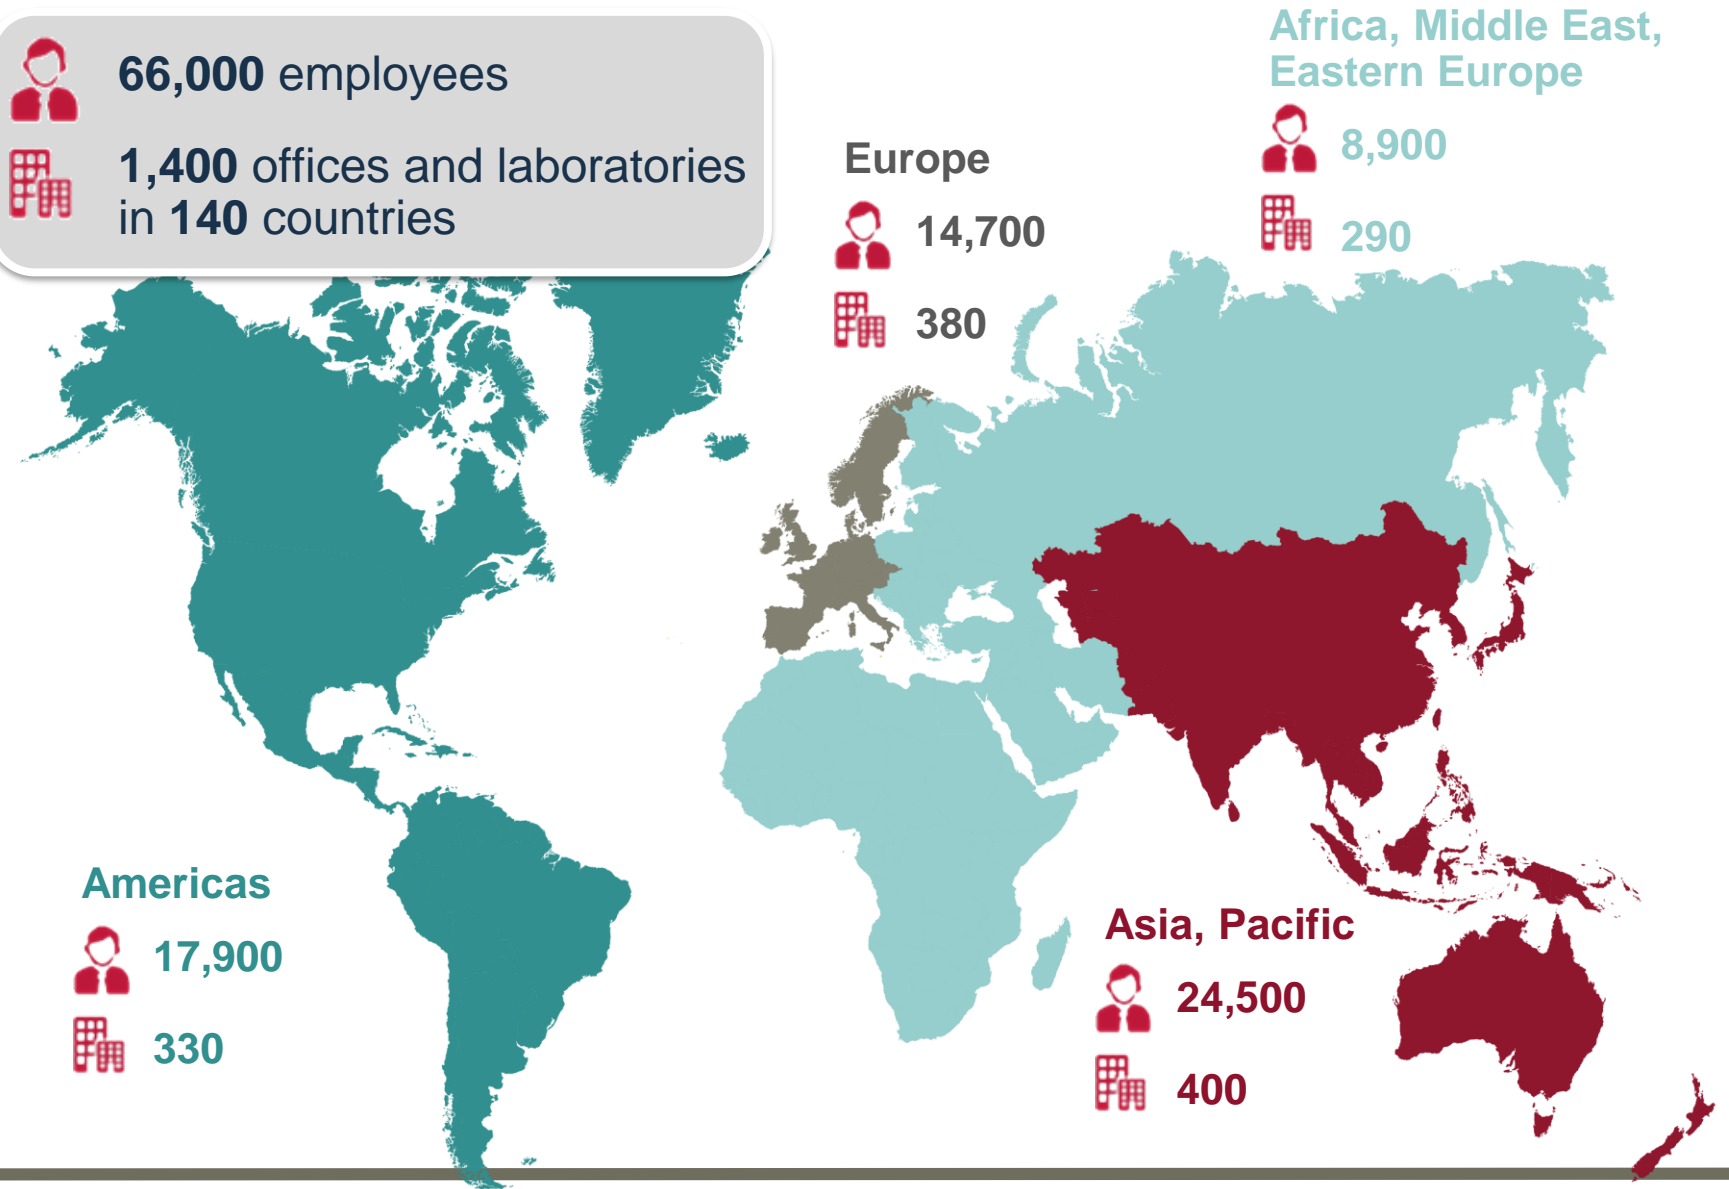 66,000 employees
1,400 offices and laboratories
in 140 countries
Africa, Middle East,
Eastern Europe
8,900
290
Europe
14,700
380
Americas
17,900
330
Asia, Pacific
24,500
400